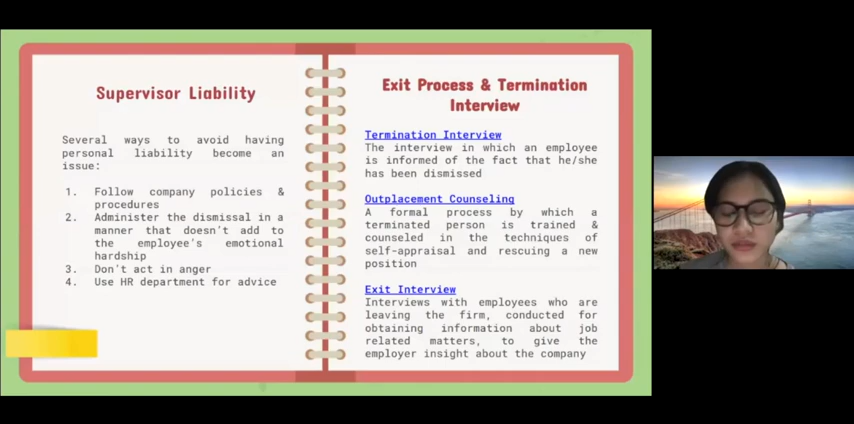 Supervisor Liability
Several ways to avoid having
personal liability become an
issue:
1. Follow company policies &
procedures
2. Administer the dismissal in a
manner that doesn't add to
the employee's emotional
hardship
3. Don't act in anger
4. Use HR department for advice
Exit Process & Termination
Interview
Termination Interview
The interview in which an employee
is informed of the fact that he/she
has been dismissed
Outplacement Counseling
A formal process by which a
terminated person is trained &
counseled in the techniques of
self-appraisal and rescuing a new
position
Exit Interview
Interviews with employees who are
leaving the firm, conducted for
obtaining information about job
related matters, to give the
employer insight about the company